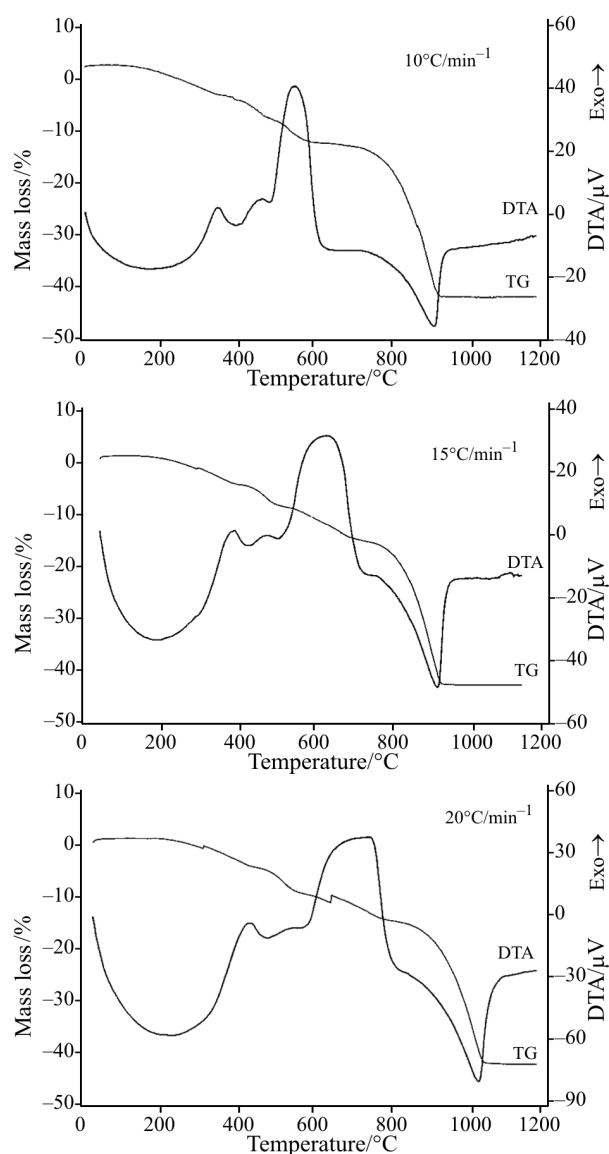 10
0
–10
–20
–30
–40
–50
Mass loss/%
10°C/min⁻¹
DTA
TG
60
40
20
0
–20
–40
Exo→
DTA/µV
0 200 400 600 800 1000 1200
Temperature/°C
10
0
–10
–20
–30
–40
–50
Mass loss/%
15°C/min⁻¹
DTA
TG
40
20
0
–20
–40
–60
Exo→
DTA/µV
0 200 400 600 800 1000 1200
Temperature/°C
10
0
–10
–20
–30
–40
–50
Mass loss/%
20°C/min⁻¹
DTA
TG
60
30
0
–30
–60
–90
Exo→
DTA/µV
0 200 400 600 800 1000 1200
Temperature/°C